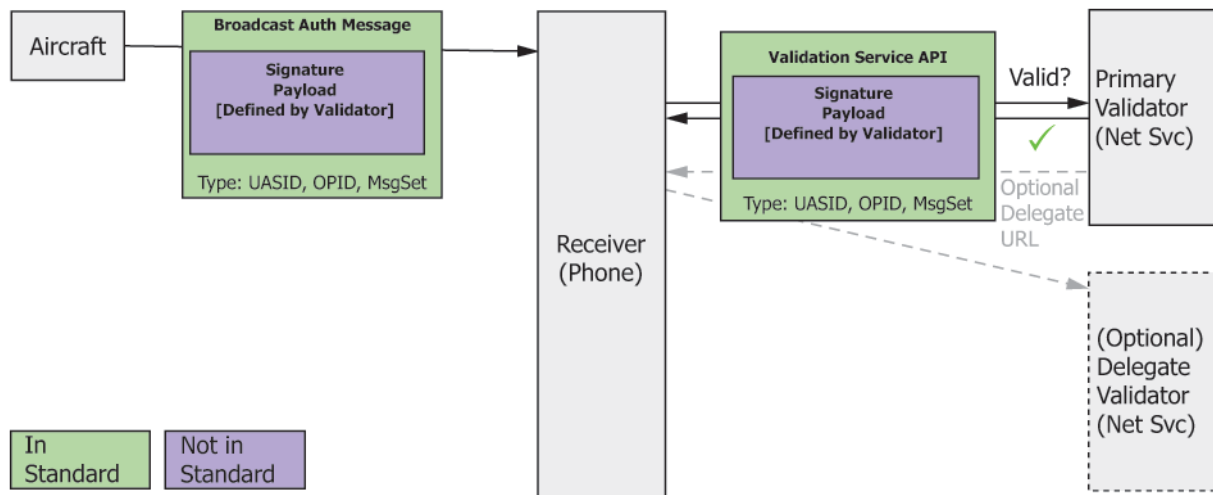 Aircraft
Broadcast Auth Message
Signature
Payload
[Defined by Validator]
Type: UASID, OPID, MsgSet
Receiver
(Phone)
Validation Service API
Signature
Payload
[Defined by Validator]
Type: UASID, OPID, MsgSet
Valid?
Optional
Delegate
URL
Primary
Validator
(Net Svc)
(Optional)
Delegate
Validator
(Net Svc)
In
Standard
Not in
Standard